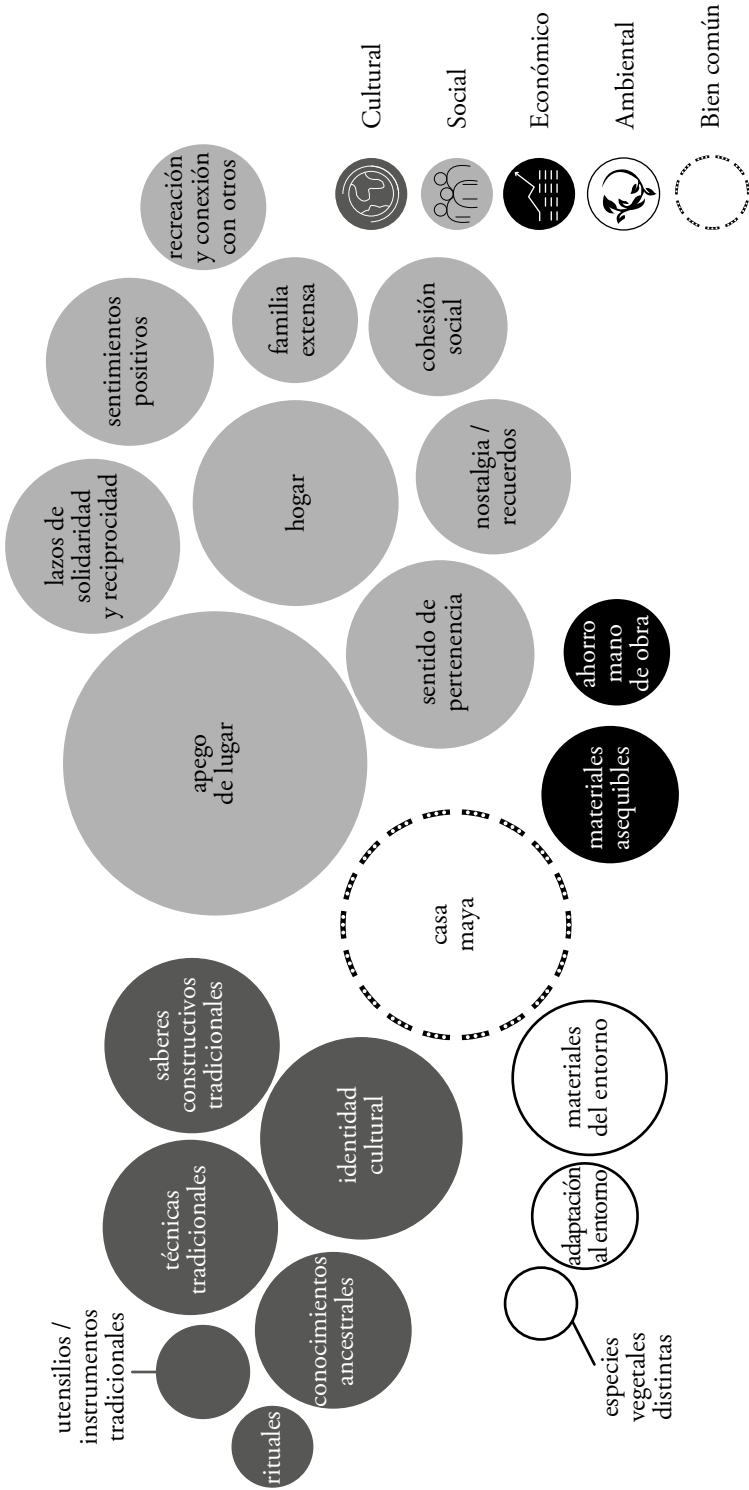 utensilios /
instrumentos
tradicionales
rituales
técnicas
tradicionales
conocimientos
ancestrales
saberes
constructivos
tradicionales
identidad
cultural
especies
vegetales
distintas
adaptación
al entorno
materiales
del entorno
casa
maya
apego
de lugar
lazos de
solidaridad
y reciprocidad
sentimientos
positivos
recreación
y conexión
con otros
hogar
familia
extensa
sentido de
pertenencia
nostalgia /
recuerdos
cohesión
social
materiales
asequibles
ahorro
mano
de obra
Cultural
Social
Económico
Ambiental
Bien común